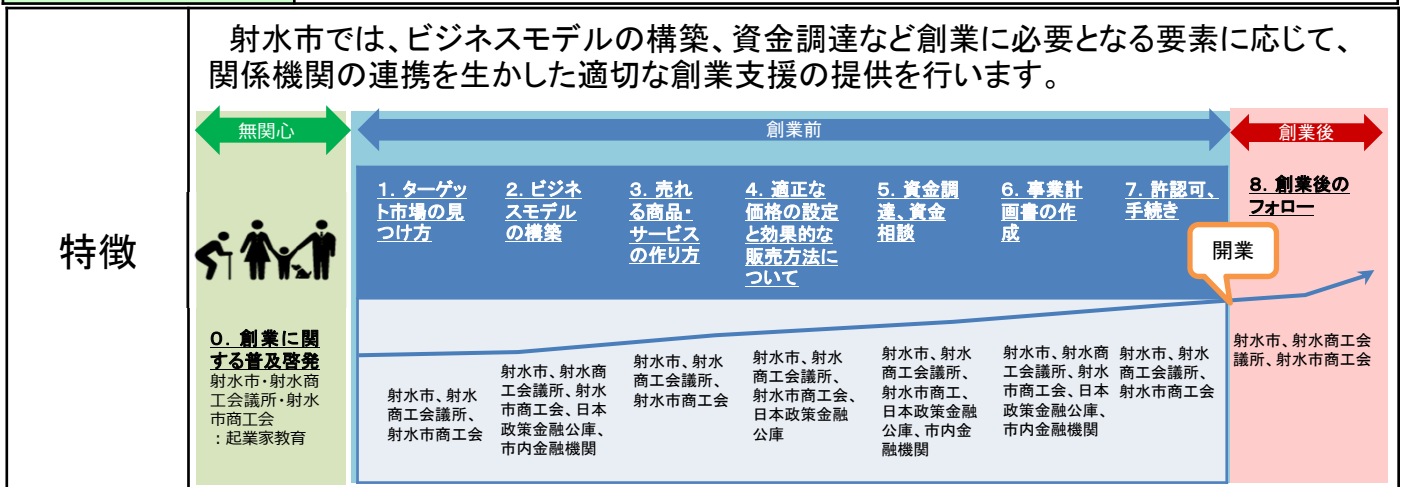 特徴
射水市では、ビジネスモデルの構築、資金調達など創業に必要となる要素に応じて、
関係機関の連携を生かした適切な創業支援の提供を行います。
無関心
創業前
創業後
0．創業に関
する普及啓発
射水市・射水商
工会議所・射水
市商工会
：起業家教育
1．ターゲッ
ト市場の見
つけ方
射水市、射水
商工会議所、
射水市商工会
2．ビジネ
スモデル
の構築
射水市、射水商
工会議所、射水
市商工会、日本
政策金融公庫、
市内金融機関
3．売れ
る商品・
サービス
の作り方
射水市、射水
商工会議所、
射水市商工会
4．適正な
価格の設定
と効果的な
販売方法に
ついて
射水市、射水
商工会議所、
射水市商工会、
日本政策金融
公庫
5．資金調
達、資金
相談
射水市、射水
商工会議所、
射水市商工、
日本政策金融
公庫、市内金
融機関
6．事業計
画書の作
成
射水市、射水商
工会議所、射水
市商工会、日本
政策金融公庫、
市内金融機関
7．許認可、
手続き
射水市、射水
商工会議所、
射水市商工会
開業
8．創業後の
フォロー
射水市、射水商工会
議所、射水市商工会